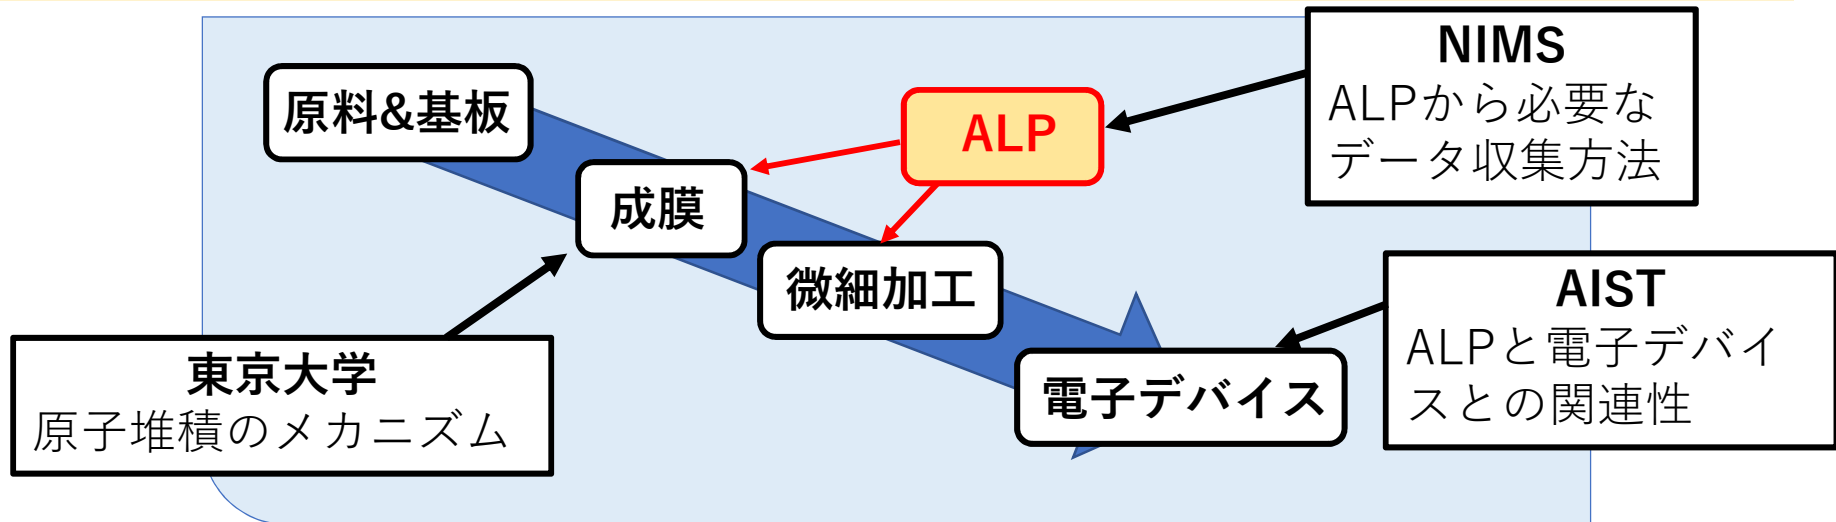 原料&基板
成膜
微細加工
電子デバイス
ALP
NIMS
ALPから必要な
データ収集方法
AIST
ALPと電子デバイ
スとの関連性
東京大学
原子堆積のメカニズム